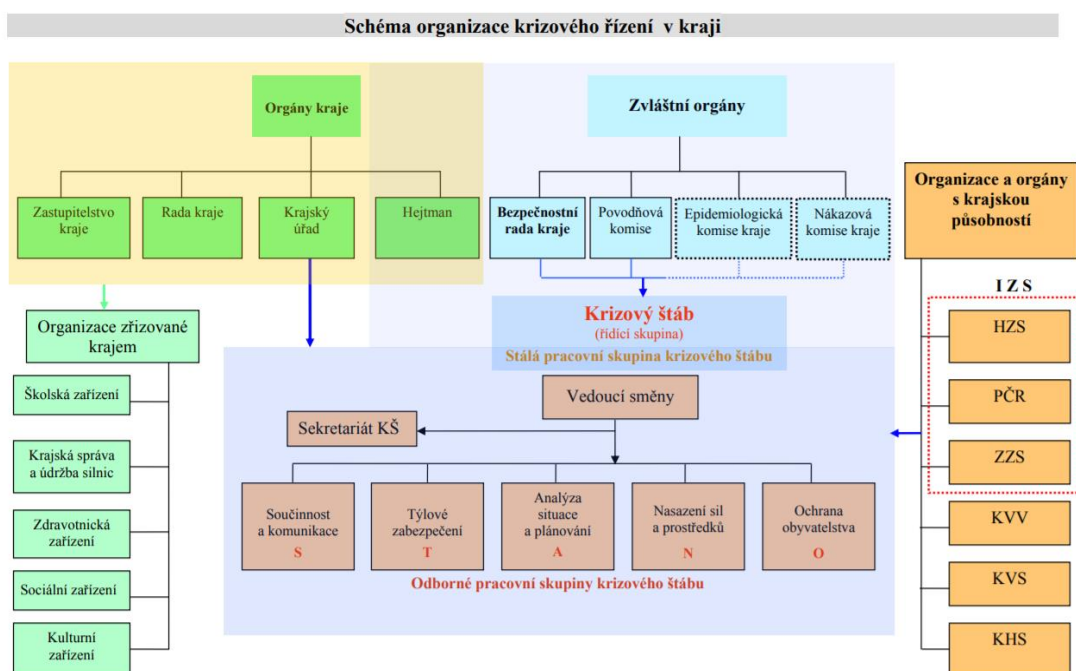 Schéma organizace krizového řízení v kraji
Orgány kraje
Zvláštní orgány
Zastupitelstvo
kraje
Rada kraje
Krajský
úřad
Hejtman
Bezpečnostní
rada kraje
Povodňová
komise
Epidemiologická
komise kraje
Nákazová
komise kraje
Organizace a orgány
s krajskou
působností
I Z S
HZS
PČR
ZZS
KVV
KVS
KHS
Organizace zřizované
krajem
Školská zařízení
Krajská správa
a údržba silnic
Zdravotnická
zařízení
Sociální zařízení
Kulturní
zařízení
Krizový štáb
(řídící skupina)
Stálá pracovní skupina krizového štábu
Vedoucí směny
Sekretariát KŠ
Součinnost
a komunikace
S
Týlové
zabezpečení
T
Analýza
situace
a plánování
A
Nasazení sil
a prostředků
N
Ochrana
obyvatelstva
O
Odborné pracovní skupiny krizového štábu